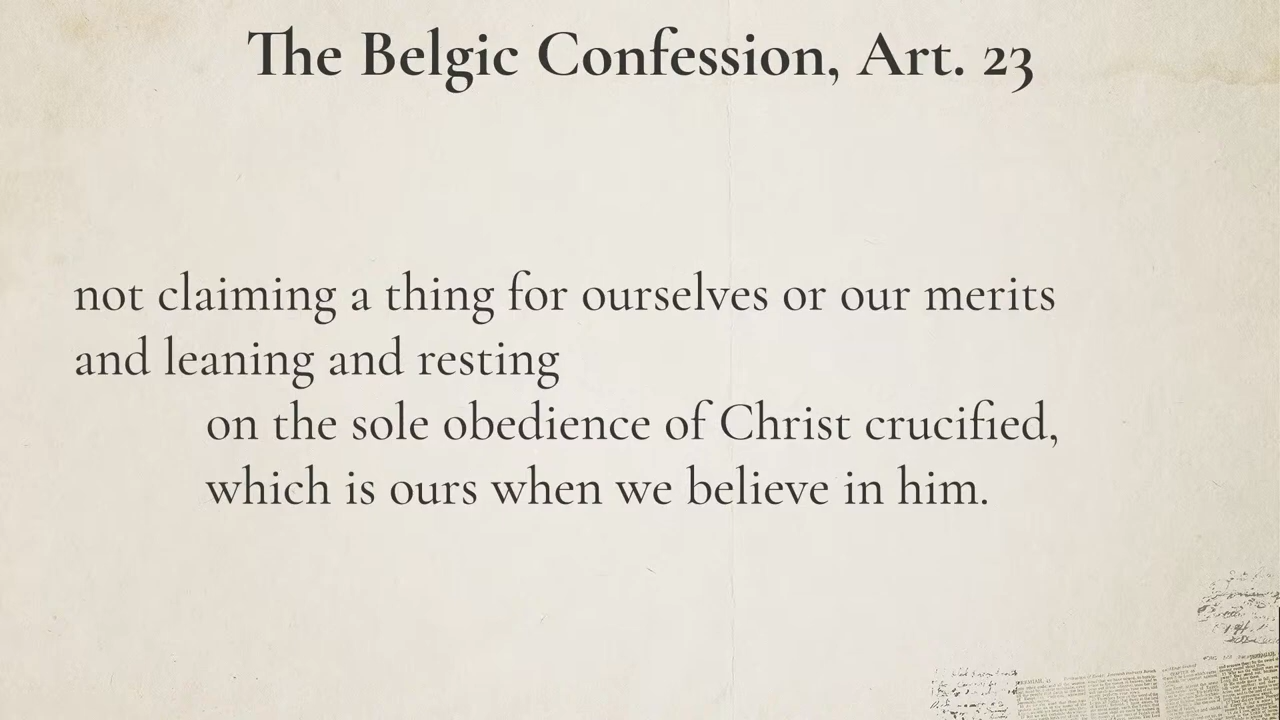 The Belgic Confession, Art. 23
not claiming a thing for ourselves or our merits
and leaning and resting
on the sole obedience of Christ crucified,
which is ours when we believe in him.